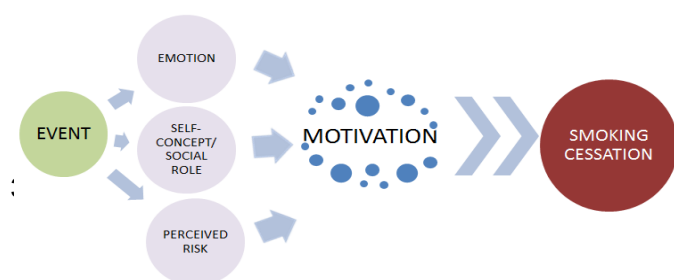 EMOTION
EVENT
SELF-
CONCEPT/
SOCIAL
ROLE
MOTIVATION
SMOKING
CESSATION
PERCEIVED
RISK